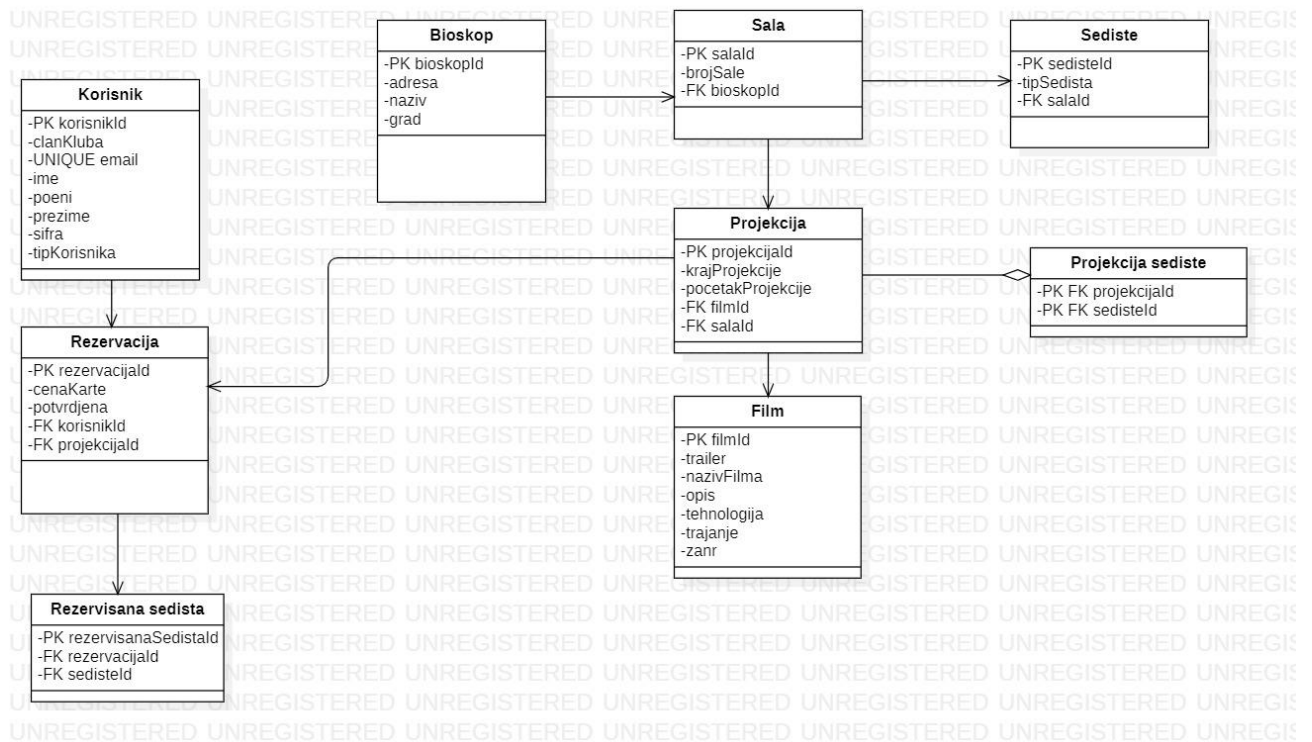 Bioskop
-PK bioskopId
-adresa
-naziv
-grad
Sala
-PK salaId
-brojSale
-FK bioskopId
Sediste
-PK sedisteId
-tipSedista
-FK salaId
Korisnik
-PK korisnikId
-clanKluba
-UNIQUE email
-ime
-poeni
-prezime
-sifra
-tipKorisnika
Projekcija
-PK projekcijaId
-krajProjekcije
-pocetakProjekcije
-FK filmId
-FK salaId
Projekcija sediste
-PK FK projekcijaId
-PK FK sedisteId
Rezervacija
-PK rezervacijaId
-cenaKarte
-potvrdjena
-FK korisnikId
-FK projekcijaId
Film
-PK filmId
-trailer
-nazivFilma
-opis
-tehnologija
-trajanje
-zanr
Rezervisana sedista
-PK rezervisanaSedistaId
-FK rezervacijaId
-FK sedisteId
UNREGISTERED